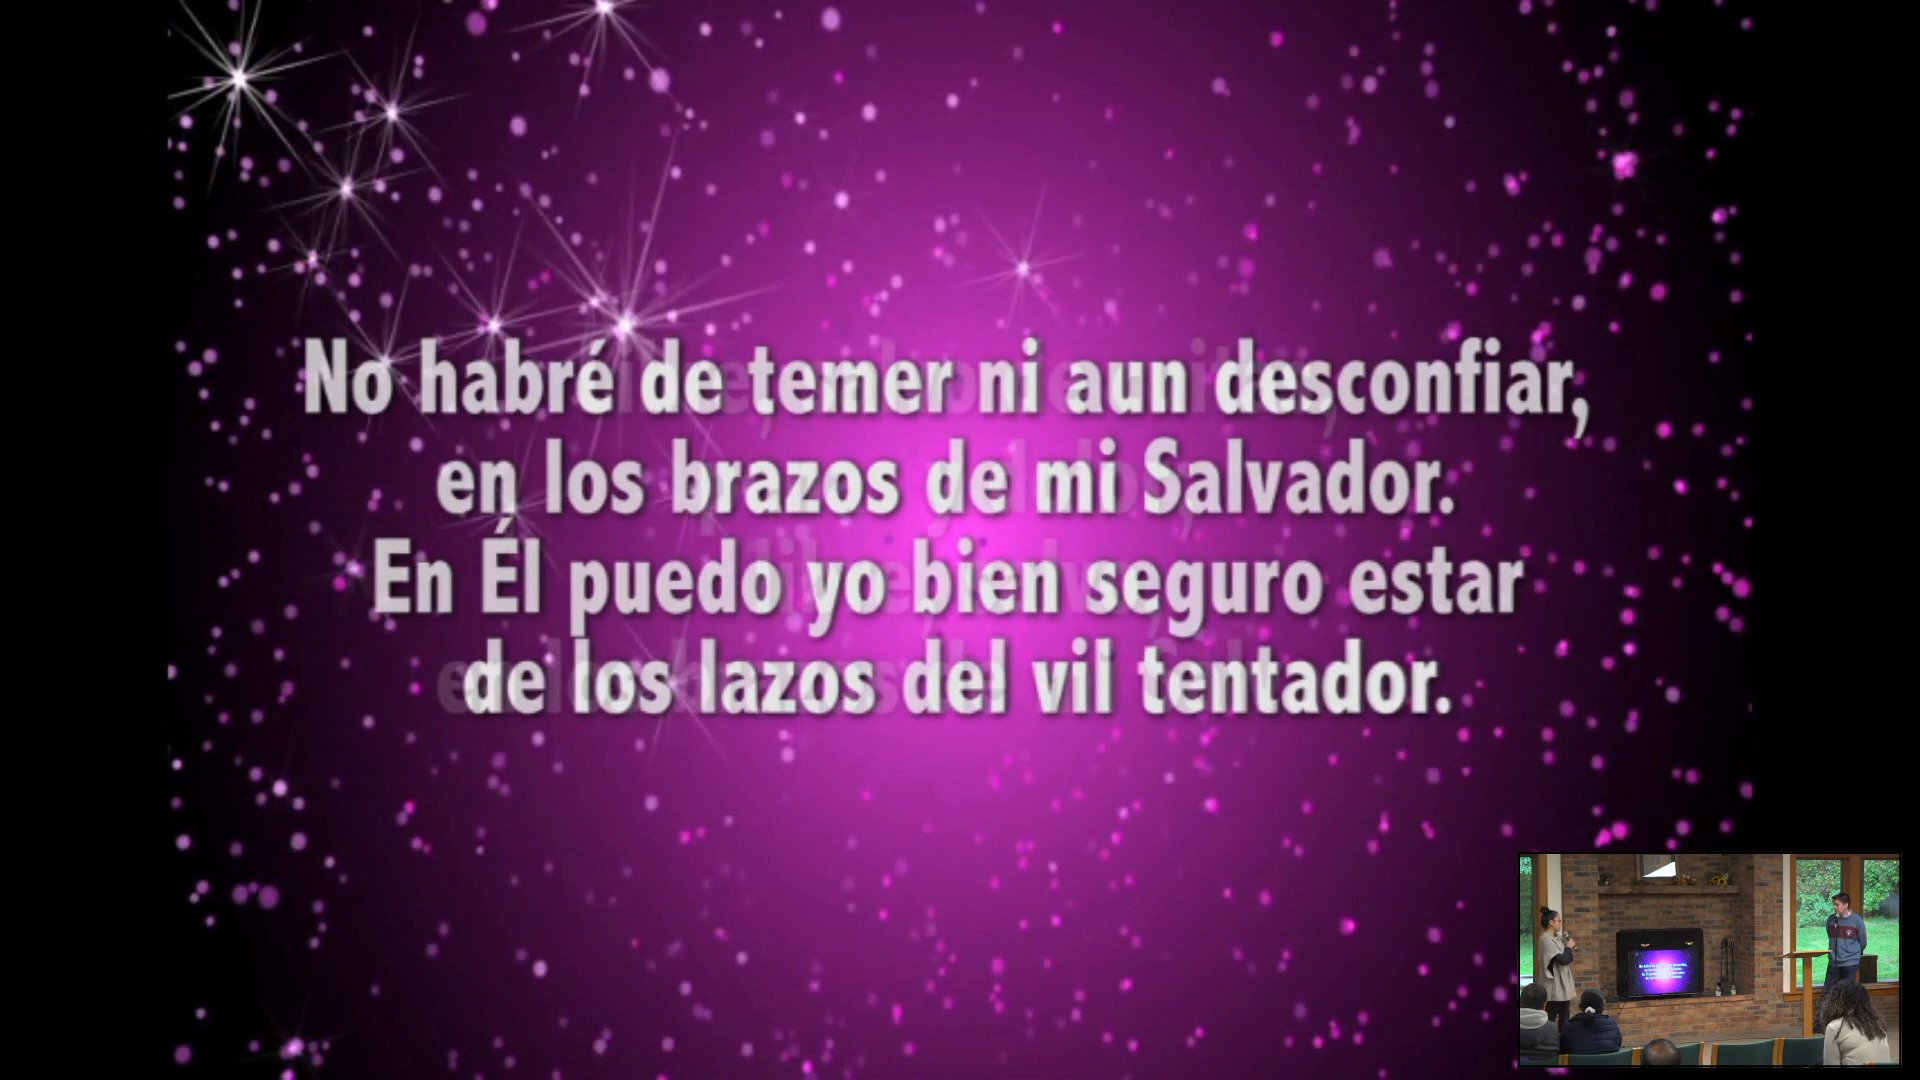 No habré de temer ni aun desconfiar,
en los brazos de mi Salvador.
En Él puedo yo bien seguro estar
de los lazos del vil tentador.